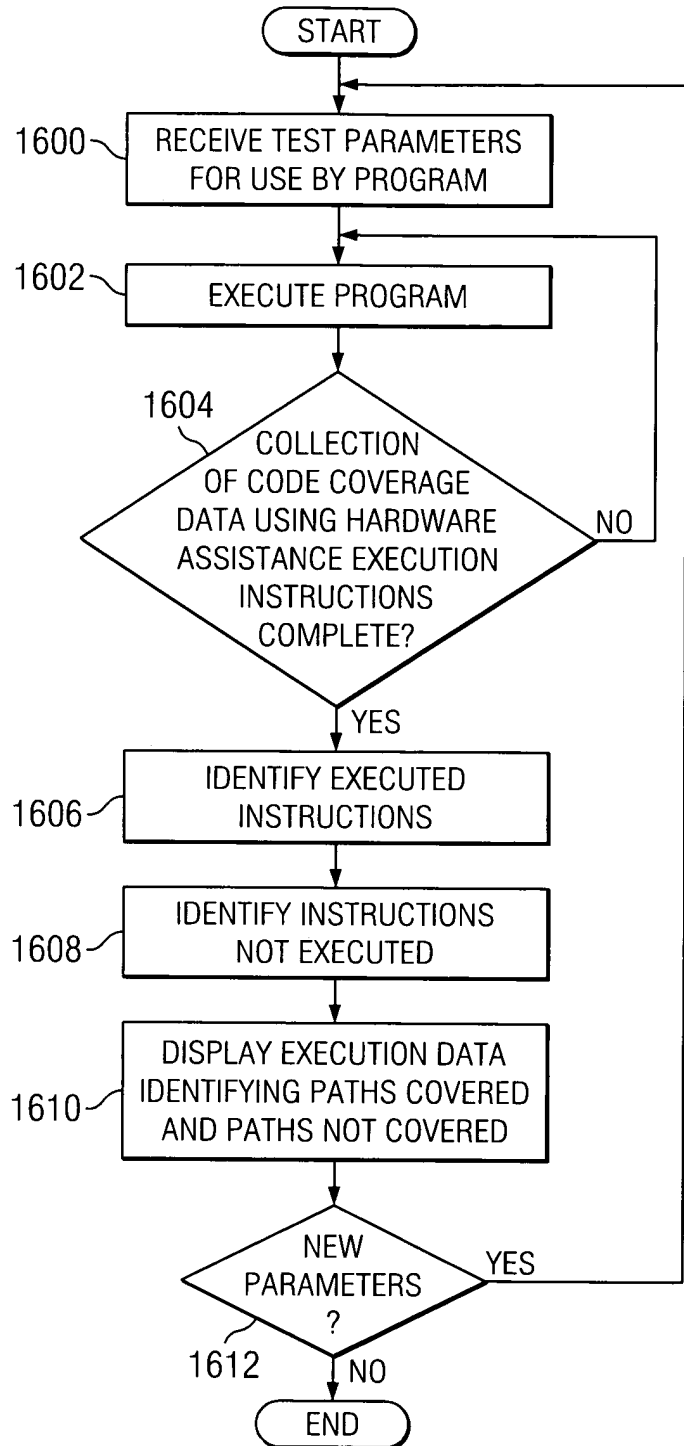 START
1600
RECEIVE TEST PARAMETERS
FOR USE BY PROGRAM
1602
EXECUTE PROGRAM
1604
COLLECTION
OF CODE COVERAGE
DATA USING HARDWARE
ASSISTANCE EXECUTION
INSTRUCTIONS
COMPLETE?
NO
YES
1606
IDENTIFY EXECUTED
INSTRUCTIONS
1608
IDENTIFY INSTRUCTIONS
NOT EXECUTED
1610
DISPLAY EXECUTION DATA
IDENTIFYING PATHS COVERED
AND PATHS NOT COVERED
NEW
PARAMETERS
?
YES
1612
NO
END